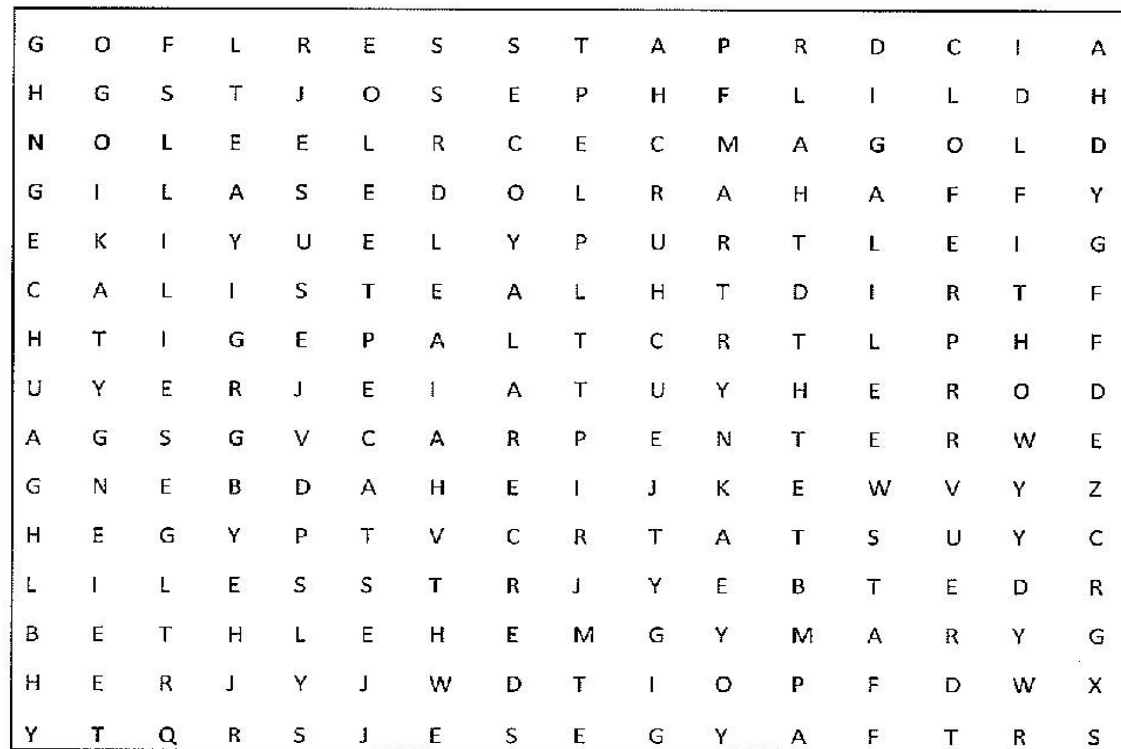 G O F L R E S S T A P R D C I A
H G S T J O S E P H F L I L D H
N O L E E L R C E C M A G O L D
G I L A S E D O L R A H A F F Y
E K I Y U E L Y P U R T L E I G
C A L I S T E A L H T D I R T F
H T I G E P A L T C R T L P H F
U Y E R J E I A T U Y H E R O D
A G S G V C A R P E N T E R W E
G N E B D A H E I J K E W V Y Z
H E G Y P T V C R T A T S U Y C
L I L E S S T R J Y E B T E D R
B E T H L E H E M G Y M A R Y G
H E R J Y J W D T I O P F D W X
Y T Q R S J E S E G Y A F T R S